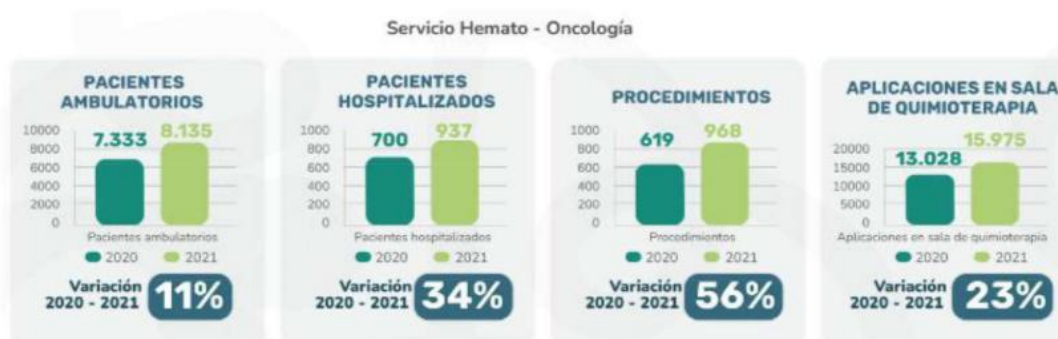 Servicio Hemato - Oncología
PACIENTES
AMBULATORIOS
10000
8000
6000
4000
2000
0
7.333
8.135
Pacientes ambulatorios
2020 2021
Variación
2020 - 2021
11%
PACIENTES
HOSPITALIZADOS
1000
800
600
400
200
0
700
937
Pacientes hospitalizados
2020 2021
Variación
2020 - 2021
34%
PROCEDIMIENTOS
1000
800
600
400
200
0
619
968
Procedimientos
2020 2021
Variación
2020 - 2021
56%
APLICACIONES EN SALA
DE QUIMIOTERAPIA
20000
15000
10000
5000
0
13.028
15.975
Aplicaciones en sala de quimioterapia
2020 2021
Variación
2020 - 2021
23%